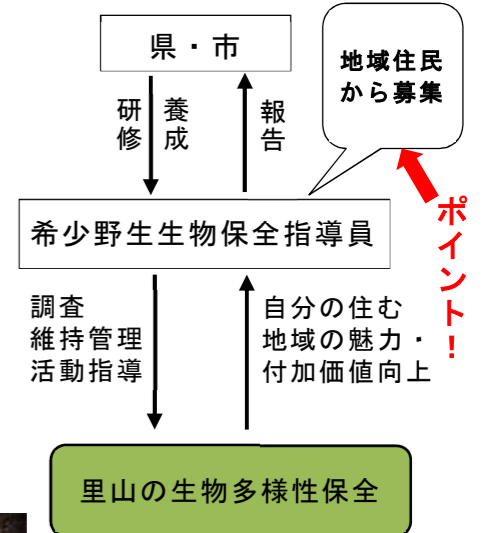 県・市
地域住民
から募集
研修
養成
報告
ポイント！
希少野生生物保全指導員
調査
維持管理
活動指導
自分の住む
地域の魅力・
付加価値向上
里山の生物多様性保全